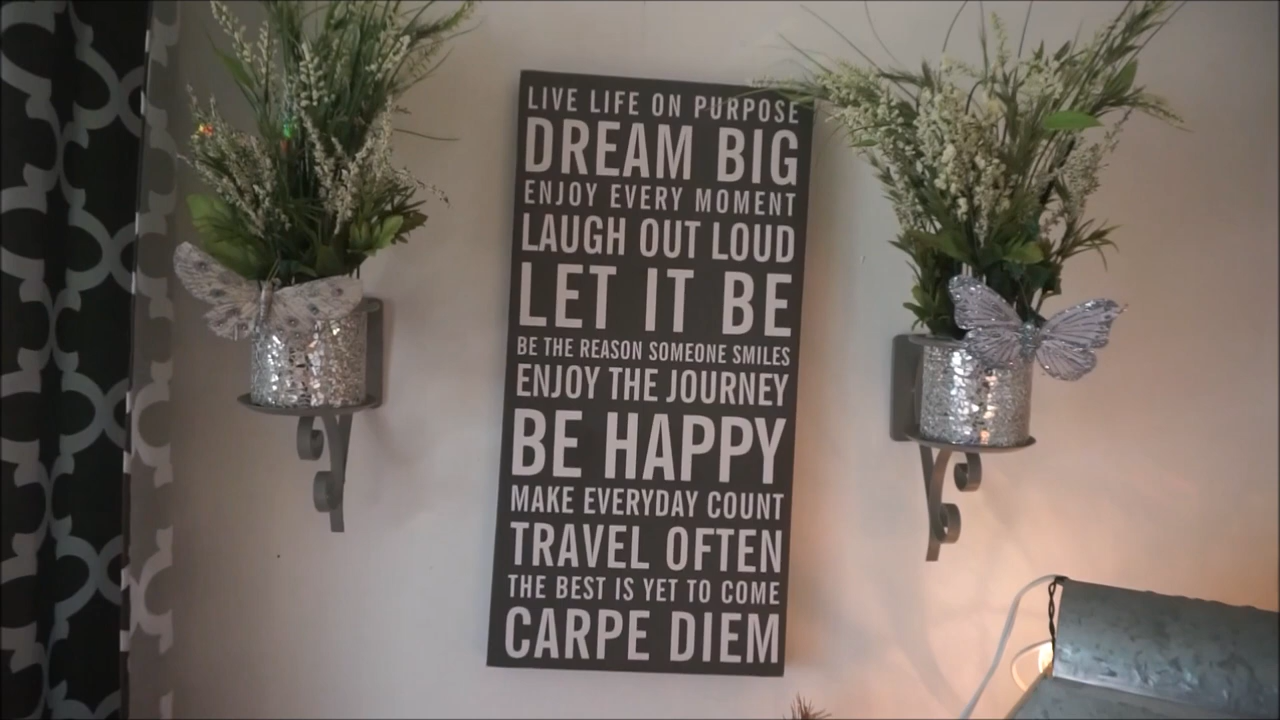 LIVE LIFE ON PURPOSE
DREAM BIG
ENJOY EVERY MOMENT
LAUGH OUT LOUD
LET IT BE
BE THE REASON SOMEONE SMILES
ENJOY THE JOURNEY
BE HAPPY
MAKE EVERYDAY COUNT
TRAVEL OFTEN
THE BEST IS YET TO COME
CARPE DIEM